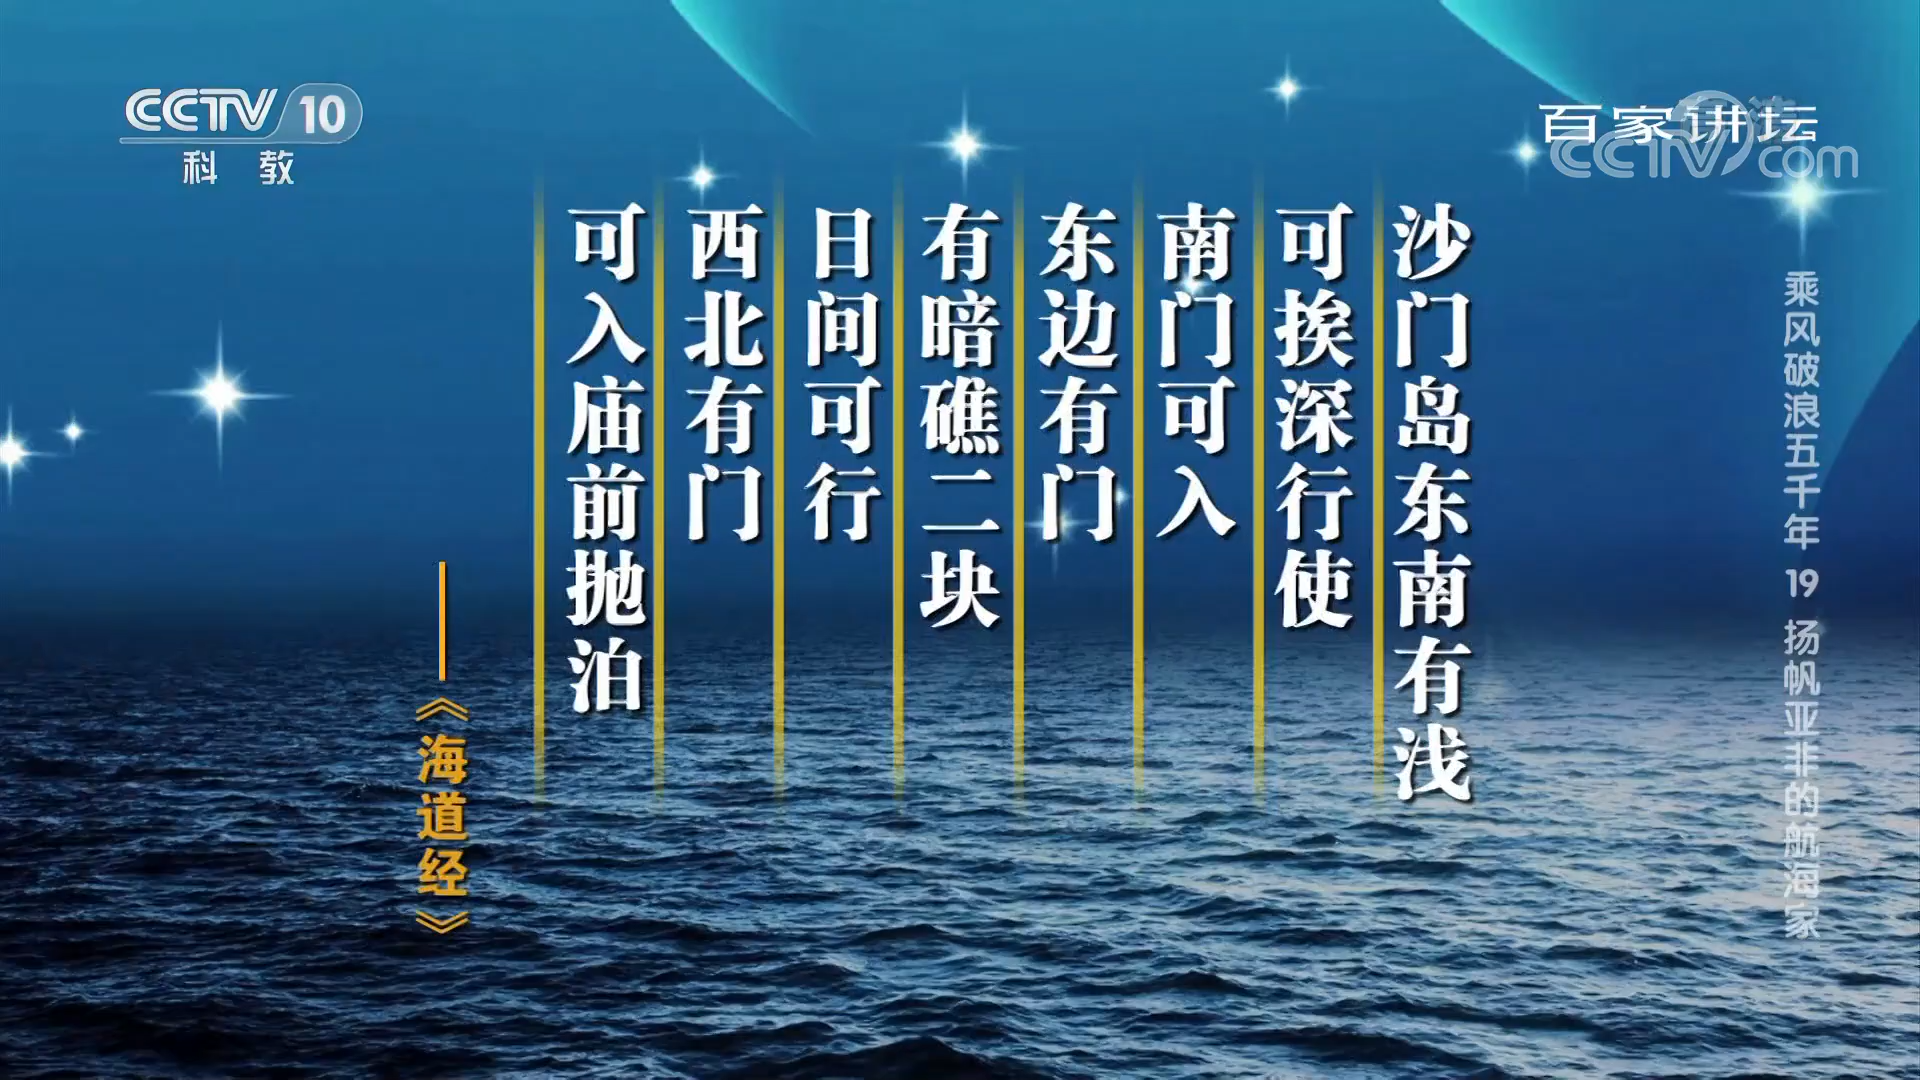 CCTV 10
科 教
百家讲坛
CCTV com
沙门岛东南有浅
可挨深行使
南门可入
东边有门
有暗礁二块
日间可行
西北有门
可入庙前抛泊
——《海道经》
乘风破浪五千年 19 扬帆亚非的航海家